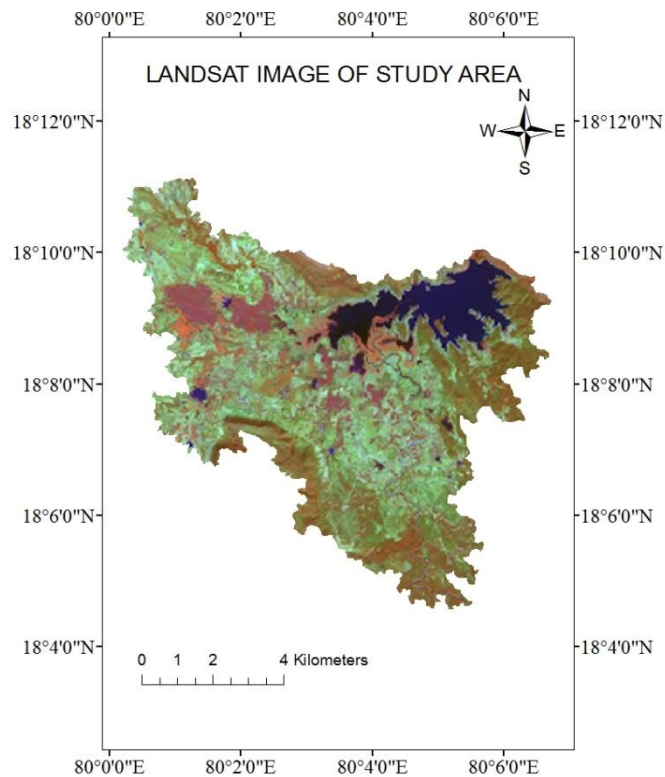 80°0'0"E 80°2'0"E 80°4'0"E 80°6'0"E
LANDSAT IMAGE OF STUDY AREA
N
W E
S
18°12'0"N 18°12'0"N
18°10'0"N 18°10'0"N
18°8'0"N 18°8'0"N
18°6'0"N 18°6'0"N
18°4'0"N 18°4'0"N
0 1 2 4 Kilometers
80°0'0"E 80°2'0"E 80°4'0"E 80°6'0"E